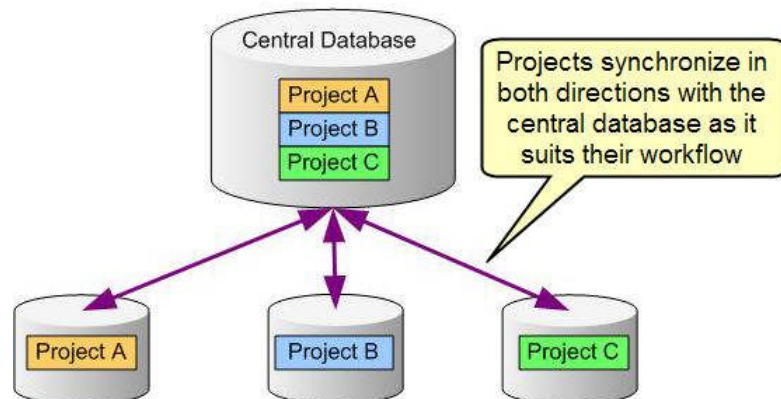 Central Database
Project A
Project B
Project C
Projects synchronize in
both directions with the
central database as it
suits their workflow
Project A
Project B
Project C